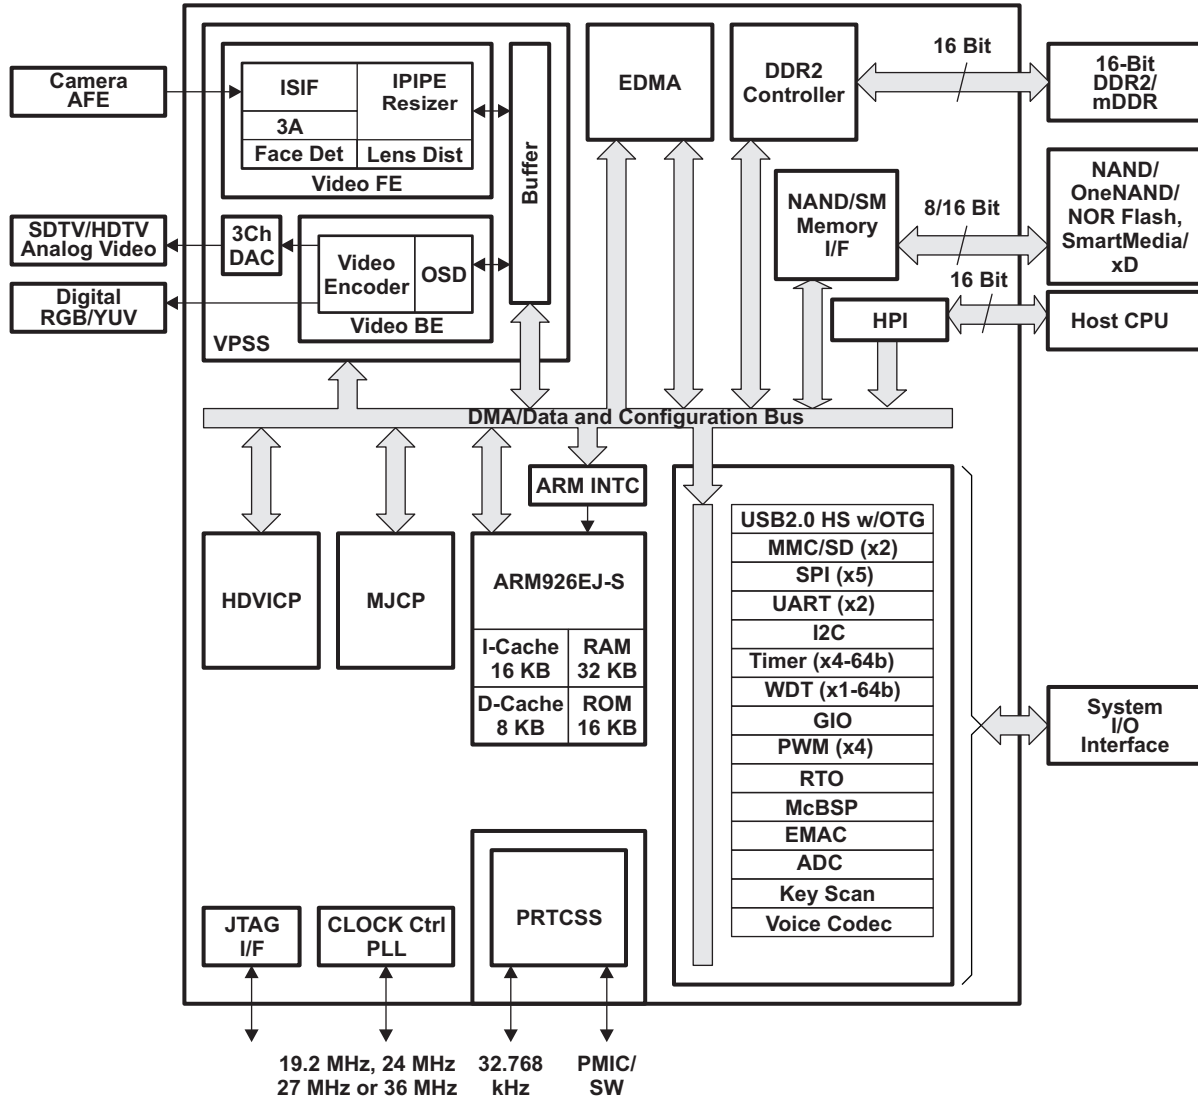 Camera
AFE
ISIF
3A
Face Det
IPIPE
Resizer
Lens Dist
Video FE
Buffer
SDTV/HDTV
Analog Video
3Ch
DAC
Video
Encoder
OSD
Video BE
Digital
RGB/YUV
VPSS
EDMA
DDR2
Controller
16 Bit
16-Bit
DDR2/
mDDR
NAND/SM
Memory
I/F
8/16 Bit
NAND/
OneNAND/
NOR Flash,
SmartMedia/
xD
HPI
16 Bit
Host CPU
DMA/Data and Configuration Bus
HDVICP
MJCP
ARM INTC
ARM926EJ-S
I-Cache
16 KB
RAM
32 KB
D-Cache
8 KB
ROM
16 KB
USB2.0 HS w/OTG
MMC/SD (x2)
SPI (x5)
UART (x2)
I2C
Timer (x4-64b)
WDT (x1-64b)
GIO
PWM (x4)
RTO
McBSP
EMAC
ADC
Key Scan
Voice Codec
System
I/O
Interface
JTAG
I/F
CLOCK Ctrl
PLL
PRTCSS
19.2 MHz, 24 MHz
27 MHz or 36 MHz
32.768
kHz
PMIC/
SW